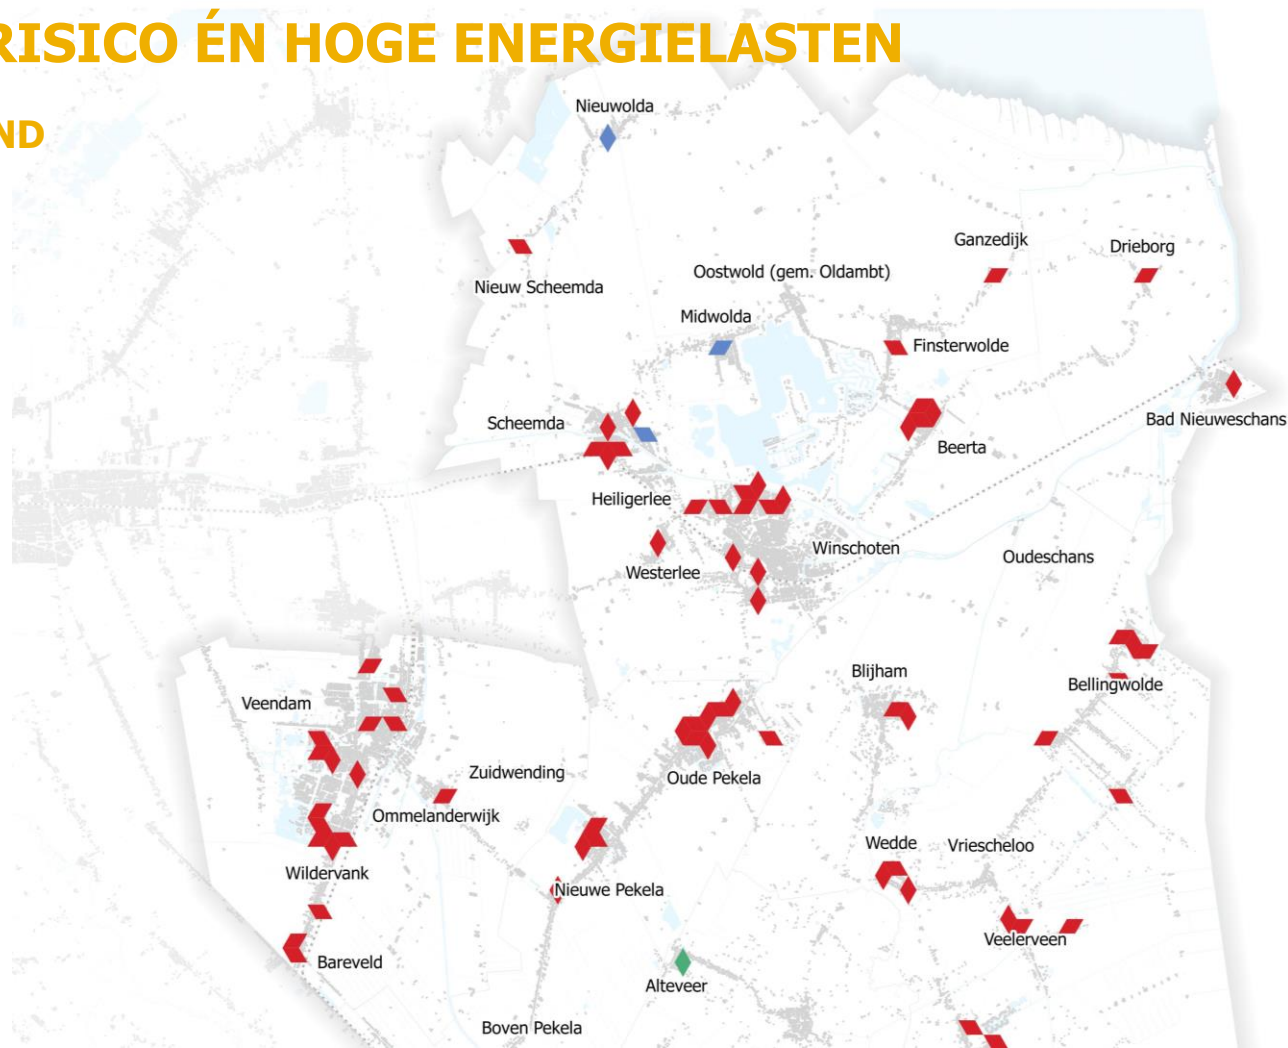 RISICO ÉN HOGE ENERGIELASTEN
ND
Nieuwolda
Ganzedijk
Drieborg
Oostwold (gem. Oldambt)
Nieuw Scheemda
Midwolda
Finsterwolde
Bad Nieuweschans
Scheemda
Beerta
Heiligerlee
Winschoten
Oudeschans
Westerlee
Blijham
Bellingwolde
Veendam
Zuidwending
Oude Pekela
Ommelanderwijk
Wedde
Vriescheloo
Wildervank
Nieuwe Pekela
Veelerveen
Bareveld
Alteveer
Boven Pekela